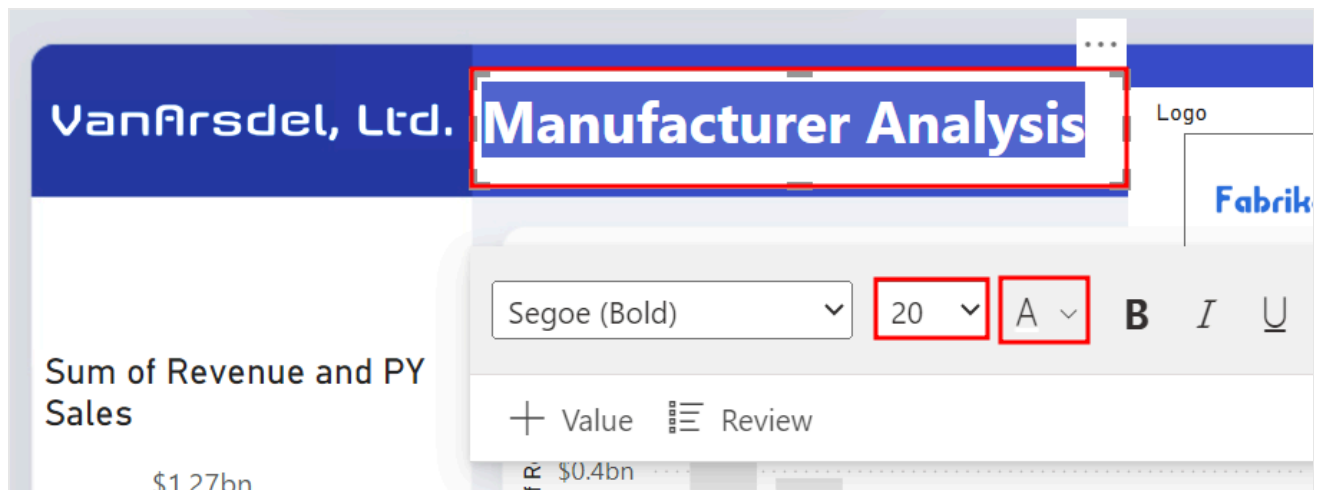 ...
VanArsdel, Ltd.
Manufacturer Analysis
Logo
Segoe (Bold)
20
A
B
I
U
Sum of Revenue and PY
Sales
Value
Review
$1.27bn
$0.4bn